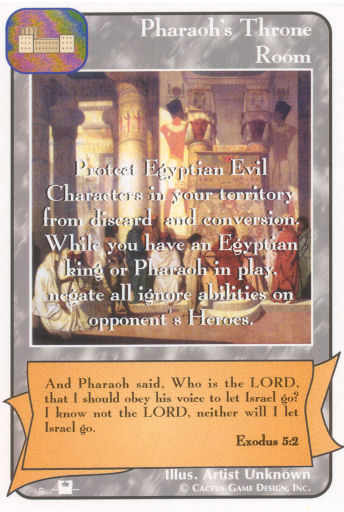 Pharaoh's Throne
Room
Protect Egyptian Evil
Characters in your territory
from discard and conversion.
While you have an Egyptian
king or Pharaoh in play,
negate all ignore abilities on
opponent's Heroes.
And Pharaoh said, Who is the LORD,
that I should obey his voice to let Israel go?
I know not the LORD, neither will I let
Israel go.
Exodus 5:2
Illus. Artist Unknown
© CACTUS GAME DESIGN, INC.
R